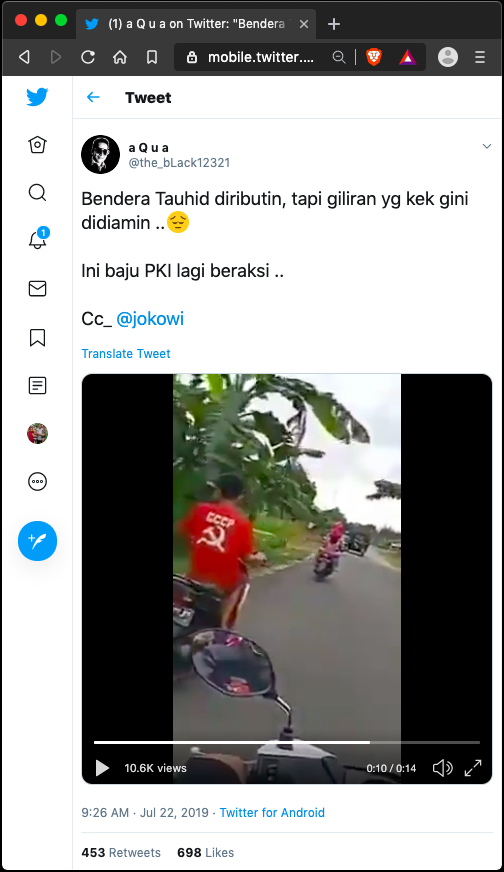 (1) a Q u a on Twitter: "Bendera
mobile.twitter....
1
Tweet
a Q u a
@the_bLack12321
Bendera Tauhid diributin, tapi giliran yg kek gini
didiamin ..😔
Ini baju PKI lagi beraksi ..
Cc_ @jokowi
Translate Tweet
CCCP
10.6K views
0:10 / 0:14
9:26 AM · Jul 22, 2019 · Twitter for Android
453 Retweets 698 Likes